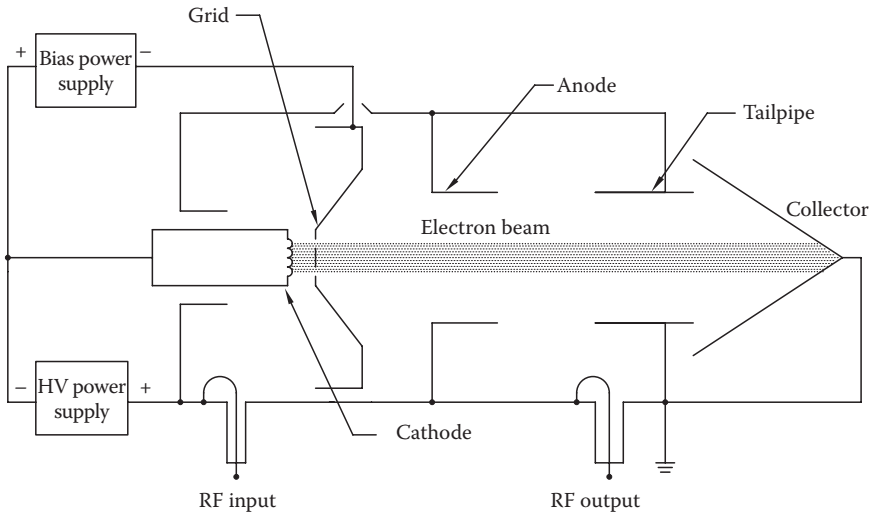 Grid
+
Bias power
supply
−
Anode
Tailpipe
Collector
Electron beam
−
HV power
supply
+
Cathode
RF input
RF output